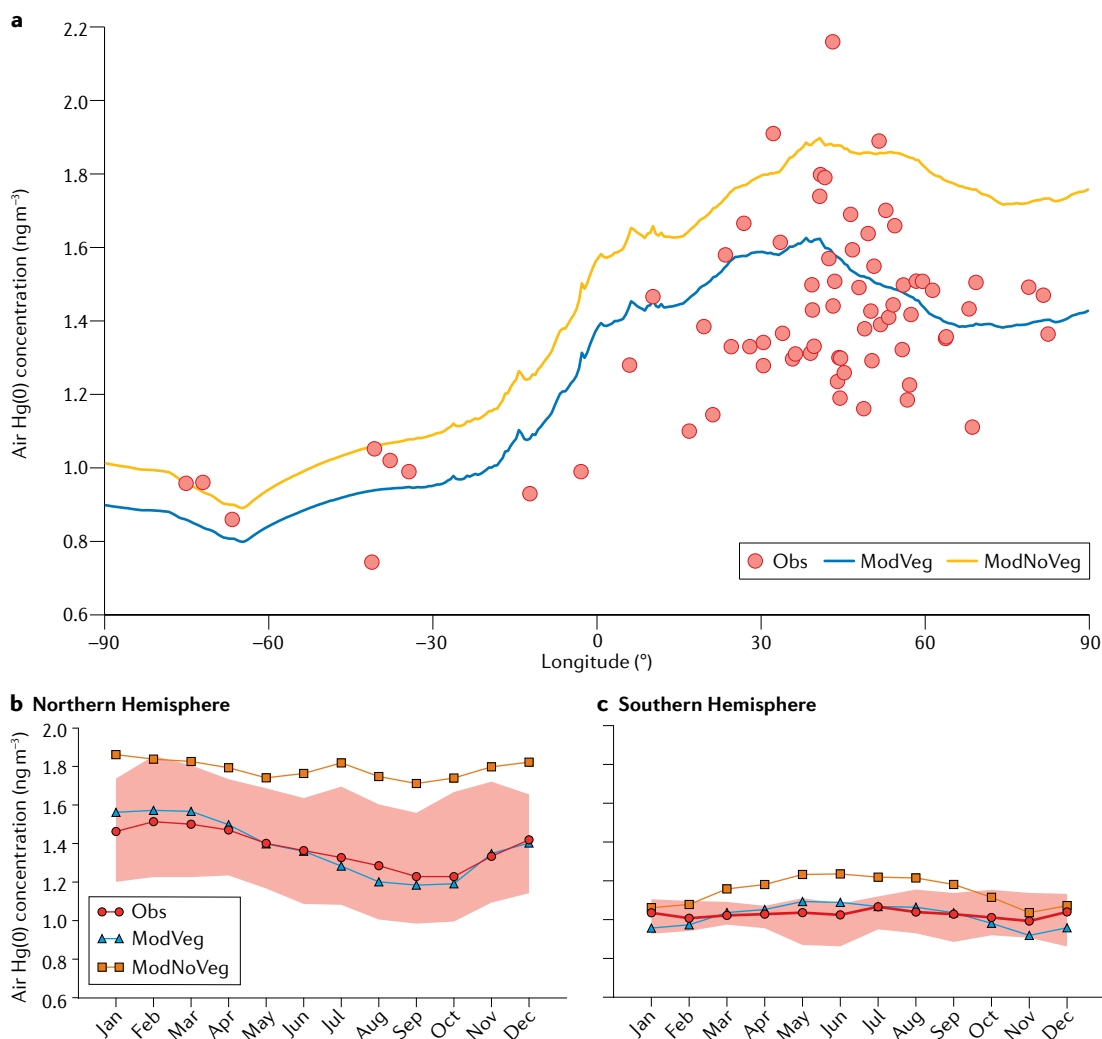 a
2.2
2.0
1.8
1.6
1.4
1.2
1.0
0.8
0.6
Air Hg(0) concentration (ngm⁻³)
Obs ModVeg ModNoVeg
−90 −60 −30 0 30 60 90
Longitude (°)
b Northern Hemisphere
2.0
1.8
1.6
1.4
1.2
1.0
0.8
0.6
Air Hg(0) concentration (ng m⁻³)
Obs
ModVeg
ModNoVeg
Jan Feb Mar Apr May Jun Jul Aug Sep Oct Nov Dec
c Southern Hemisphere
Jan Feb Mar Apr May Jun Jul Aug Sep Oct Nov Dec